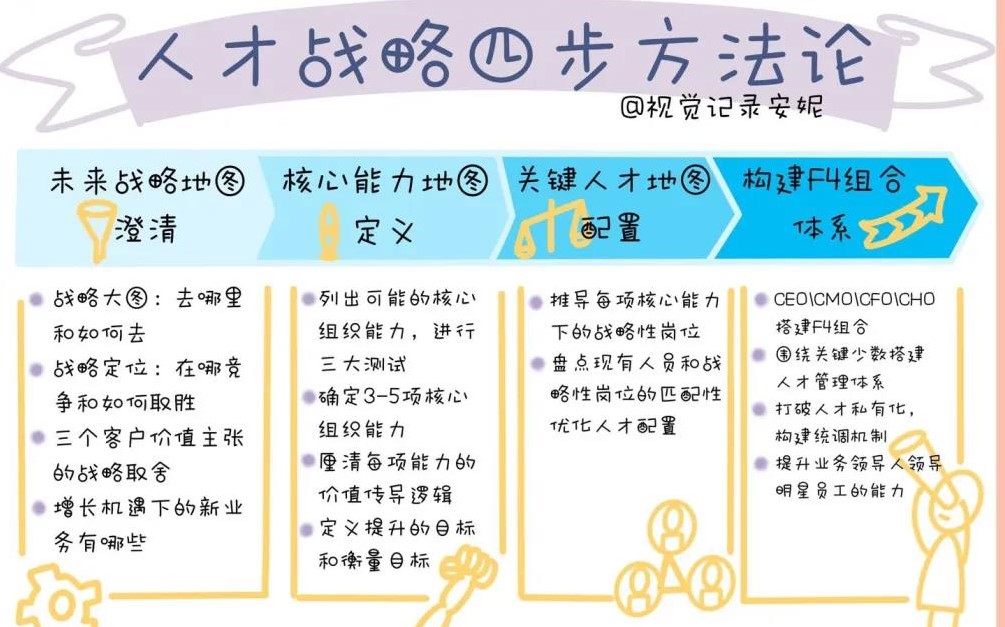 人才战略四步方法论
@视觉记录安妮
未来战略地图
澄清
核心能力地图
定义
关键人才地图
配置
构建F4组合
体系
战略大图：去哪里
和如何去
战略定位：在哪竞
争和如何取胜
三个客户价值主张
的战略取舍
增长机遇下的新业
务有哪些
列出可能的核心
组织能力，进行
三大测试
确定3-5项核心
组织能力
厘清每项能力的
价值传导逻辑
定义提升的目标
和衡量目标
推导每项核心能力
下的战略性岗位
盘点现有人员和战
略性岗位的匹配性
优化人才配置
CEO\CMO\CFO\CHO
搭建F4组合
围绕关键少数搭建
人才管理体系
打破人才私有化，
构建统调机制
提升业务领导人领导
明星员工的能力